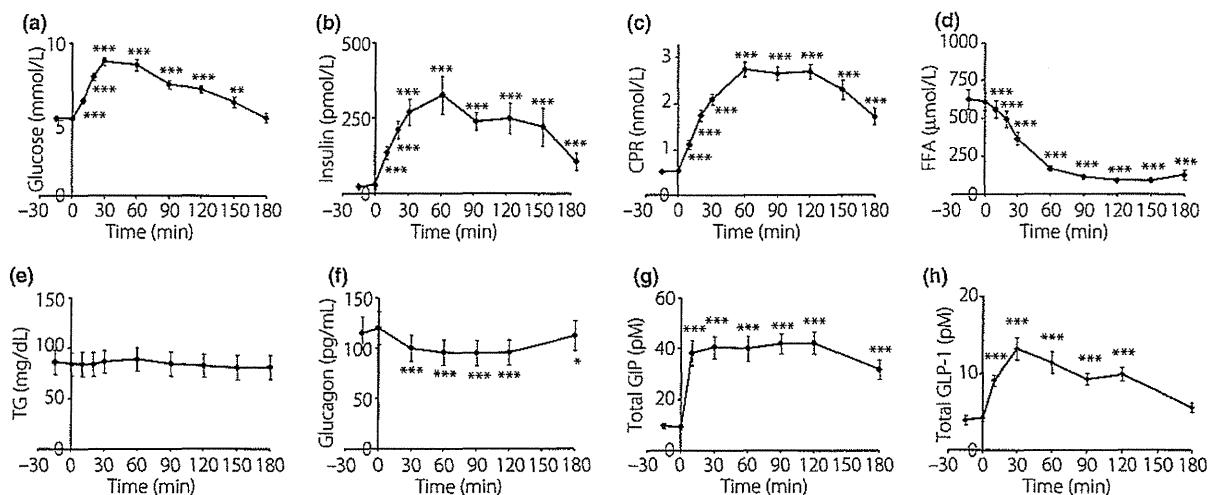 (a)
Glucose (mmol/L)
10
5
0
-30 0 30 60 90 120 150 180
Time (min)
*** *** *** *** *** *** **
(b)
Insulin (pmol/L)
500
250
0
-30 0 30 60 90 120 150 180
Time (min)
*** *** *** *** *** *** *** ***
(c)
CPR (nmol/L)
3
2
1
0
-30 0 30 60 90 120 150 180
Time (min)
*** *** *** *** *** *** *** ***
(d)
FFA (μmol/L)
1000
750
500
250
0
-30 0 30 60 90 120 150 180
Time (min)
*** *** *** *** *** *** *** ***
(e)
TG (mg/dL)
150
100
50
0
-30 0 30 60 90 120 150 180
Time (min)
(f)
Glucagon (pg/mL)
150
100
50
0
-30 0 30 60 90 120 150 180
Time (min)
*** *** *** *** *
(g)
Total GIP (pM)
60
40
20
0
-30 0 30 60 90 120 150 180
Time (min)
*** *** *** *** *** ***
(h)
Total GLP-1 (pM)
20
10
0
-30 0 30 60 90 120 150 180
Time (min)
*** *** *** *** ***